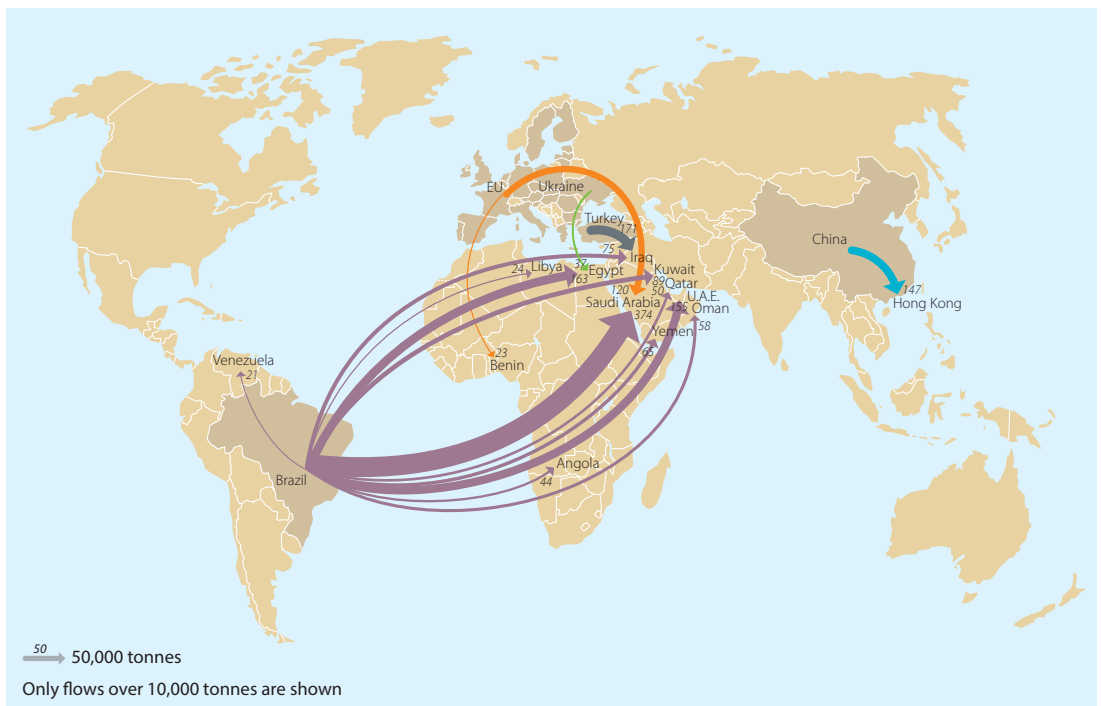 EU
Ukraine
Turkey
171
75
Iraq
24
Libya
37
Egypt
163
Kuwait
89
Qatar
50
120
Saudi Arabia
374
U.A.E.
155
Oman
58
Yemen
65
China
147
Hong Kong
23
Benin
Venezuela
21
Brazil
Angola
44
50
50,000 tonnes
Only flows over 10,000 tonnes are shown